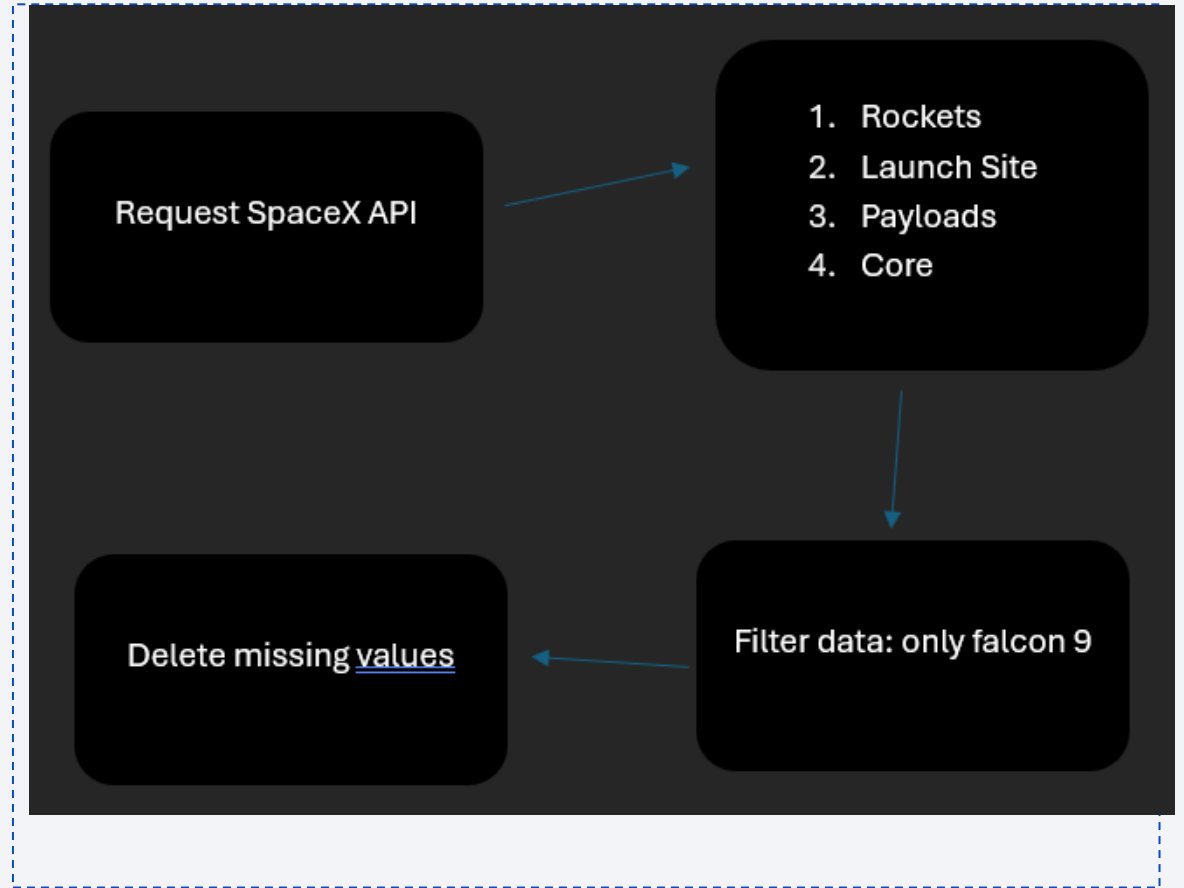 Request SpaceX API
1. Rockets
2. Launch Site
3. Payloads
4. Core
Filter data: only falcon 9
Delete missing values